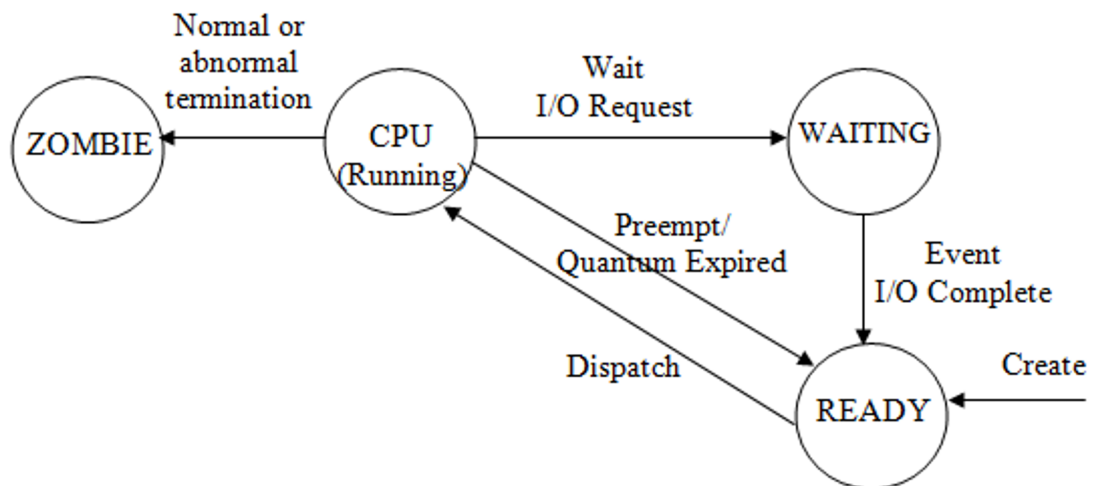 Normal or
abnormal
termination
ZOMBIE
CPU
(Running)
Wait
I/O Request
WAITING
Preempt/
Quantum Expired
Event
I/O Complete
Dispatch
Create
READY